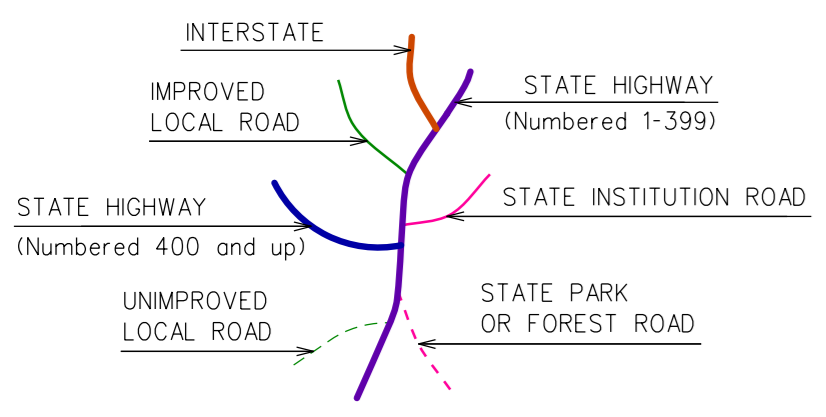 INTERSTATE
STATE HIGHWAY
(Numbered 1-399)
IMPROVED
LOCAL ROAD
STATE INSTITUTION ROAD
STATE HIGHWAY
(Numbered 400 and up)
STATE PARK
OR FOREST ROAD
UNIMPROVED
LOCAL ROAD